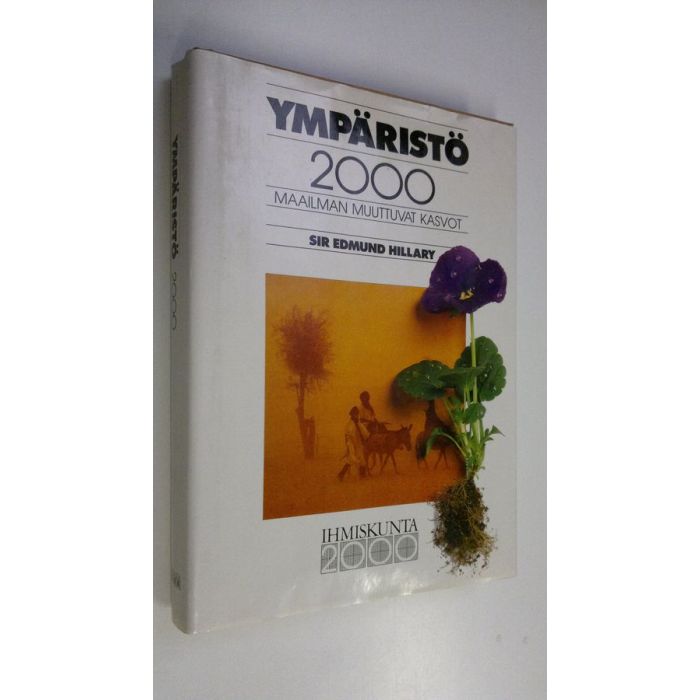 YMPÄRISTÖ
2000
MAAILMAN MUUTTUVAT KASVOT
SIR EDMUND HILLARY
IHMISKUNTA
2000
YMPÄRISTÖ 2000